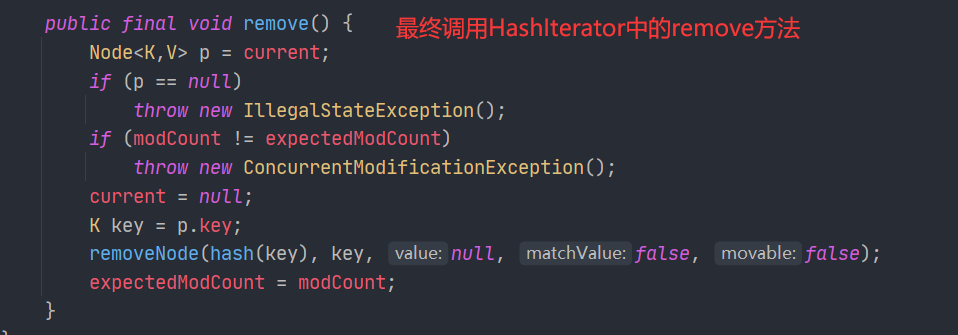 public final void remove() { 最终调用HashIterator中的remove方法
Node<K,V> p = current;
if (p == null)
throw new IllegalStateException();
if (modCount != expectedModCount)
throw new ConcurrentModificationException();
current = null;
K key = p.key;
removeNode(hash(key), key, value: null, matchValue: false, movable: false);
expectedModCount = modCount;
}